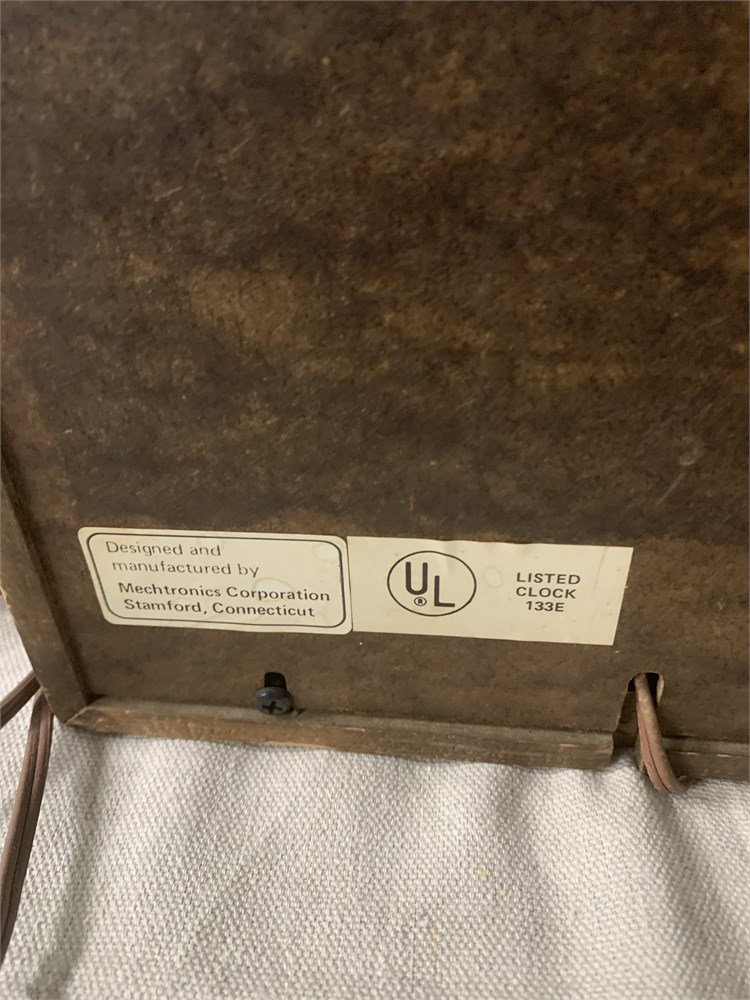 Designed and
manufactured by
Mechtronics Corporation
Stamford, Connecticut
UL
®
LISTED
CLOCK
133E